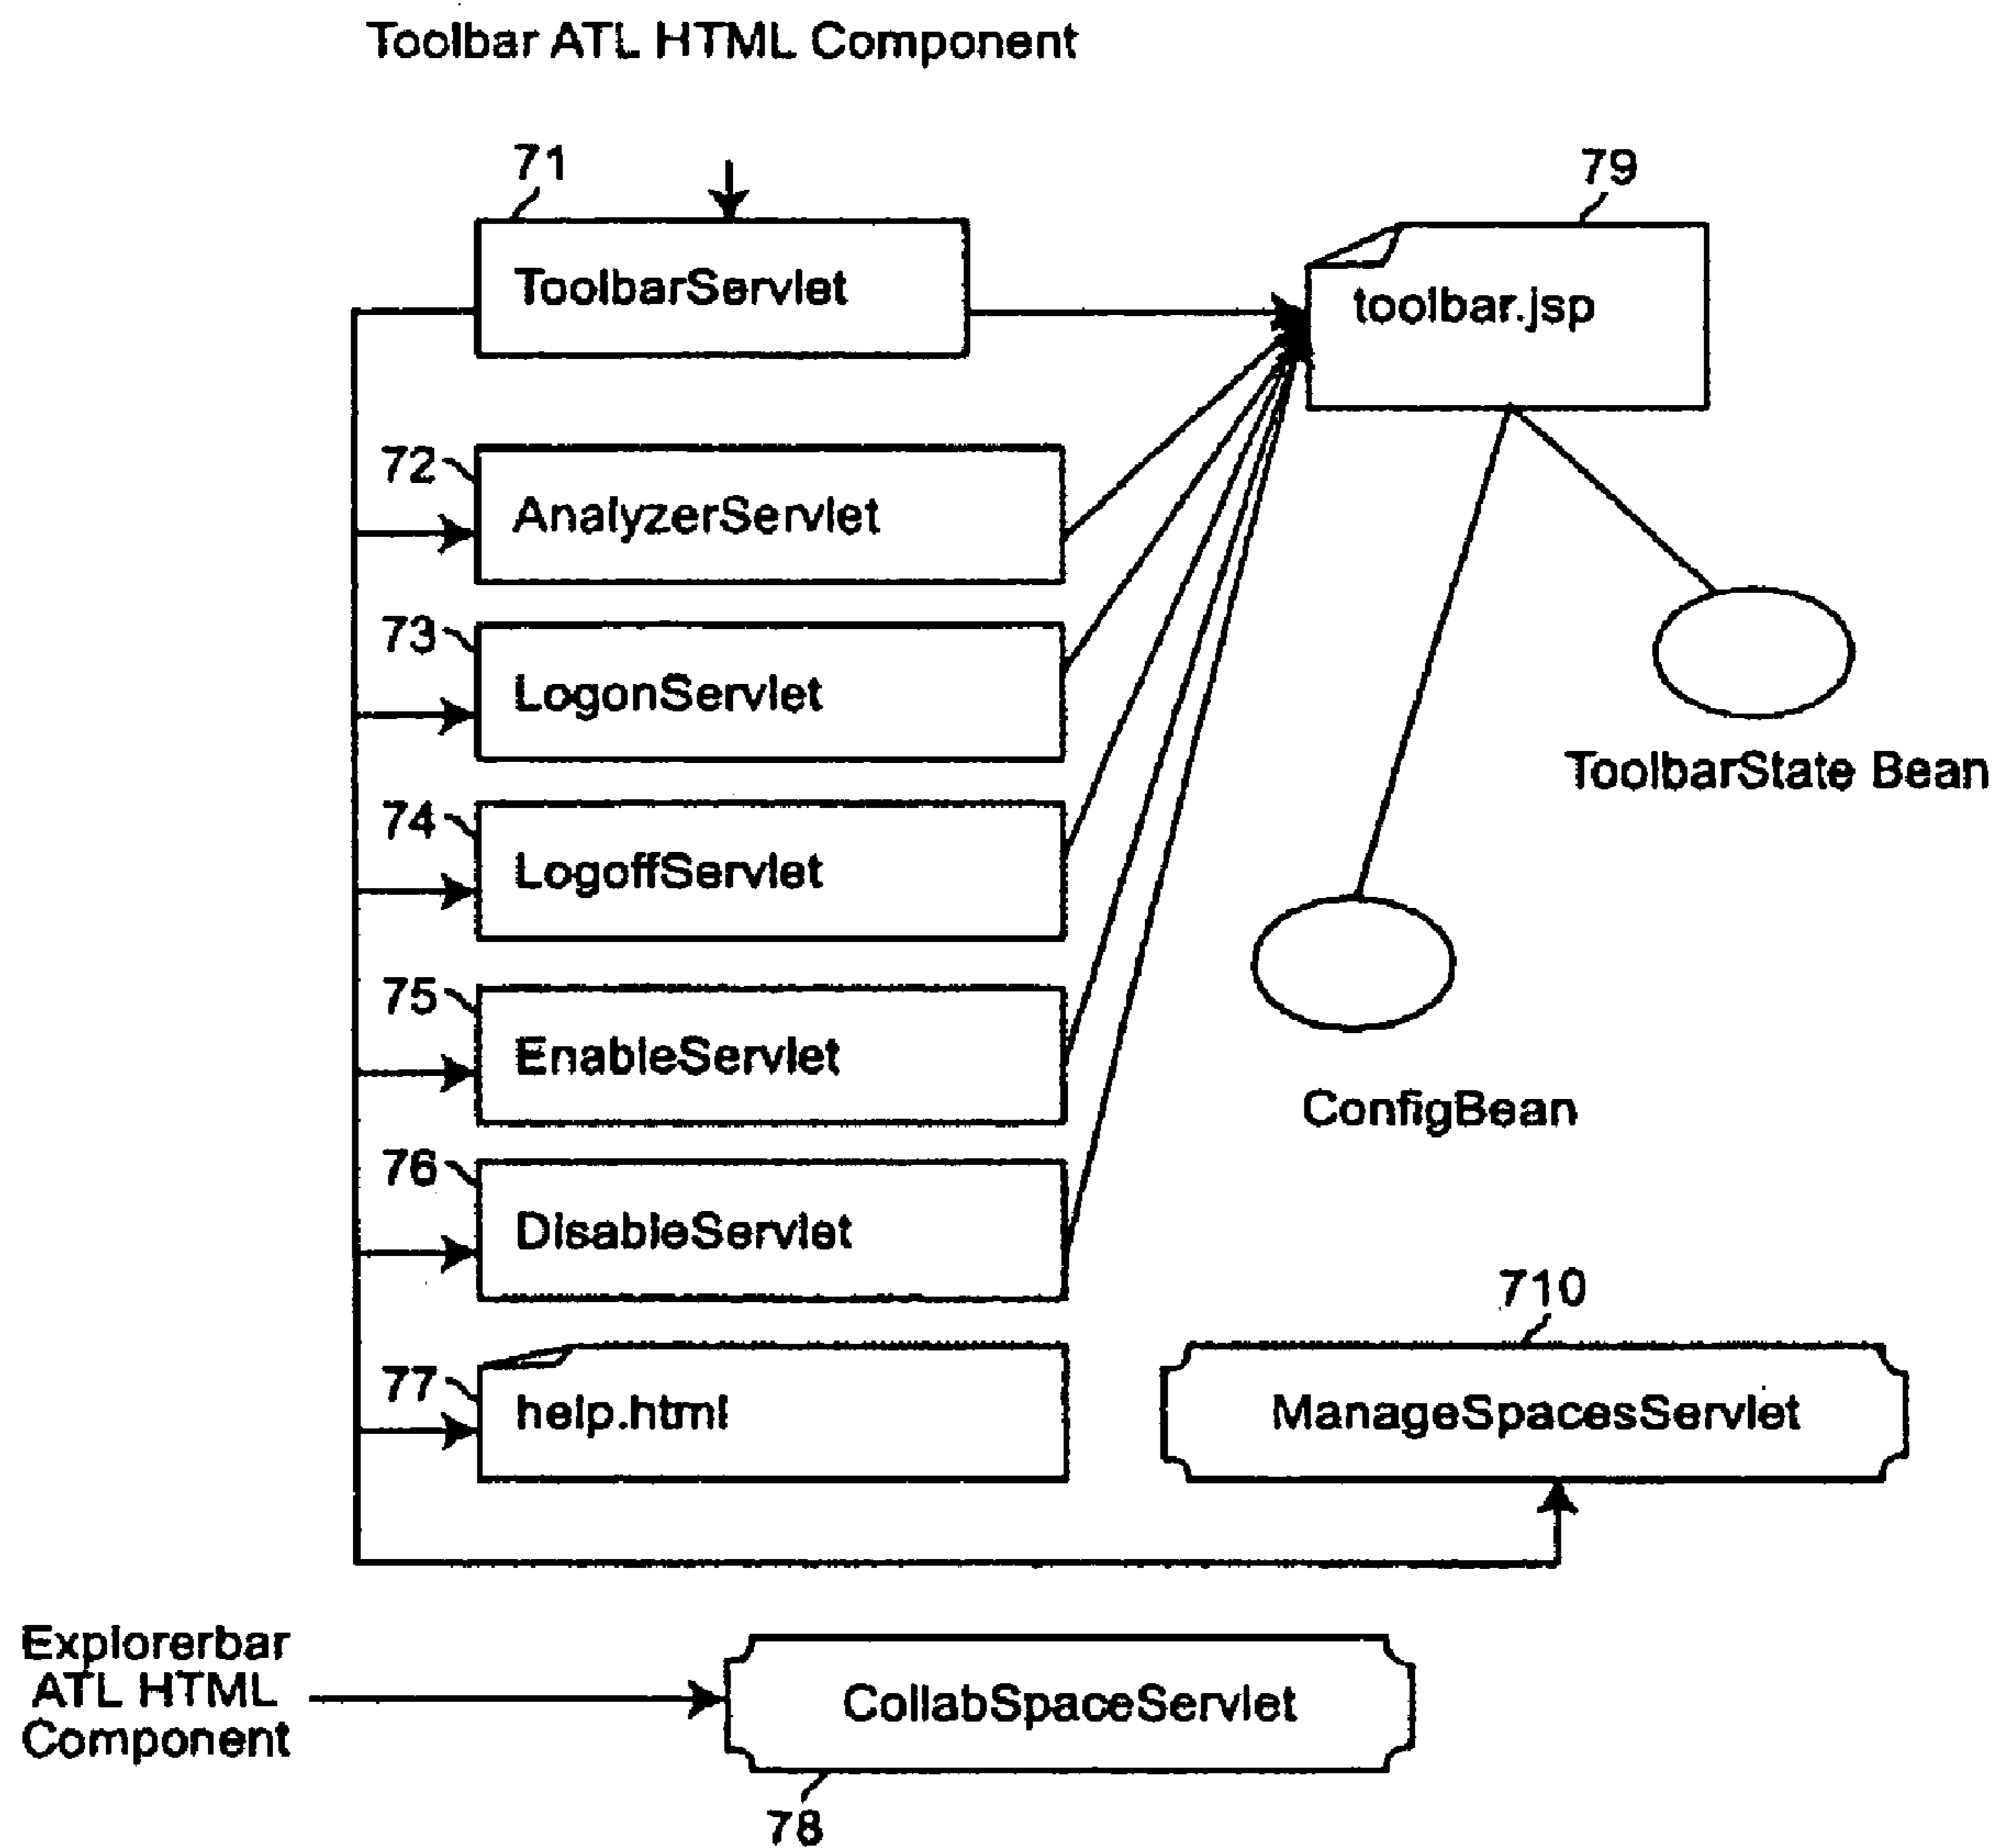 Toolbar ATL HTML Component
71
79
ToolbarServlet
toolbar.jsp
72
AnalyzerServlet
73
LogonServlet
ToolbarState Bean
74
LogoffServlet
75
EnableServlet
ConfigBean
76
DisableServlet
710
77
help.html
ManageSpacesServlet
Explorerbar
ATL HTML
Component
CollabSpaceServlet
78